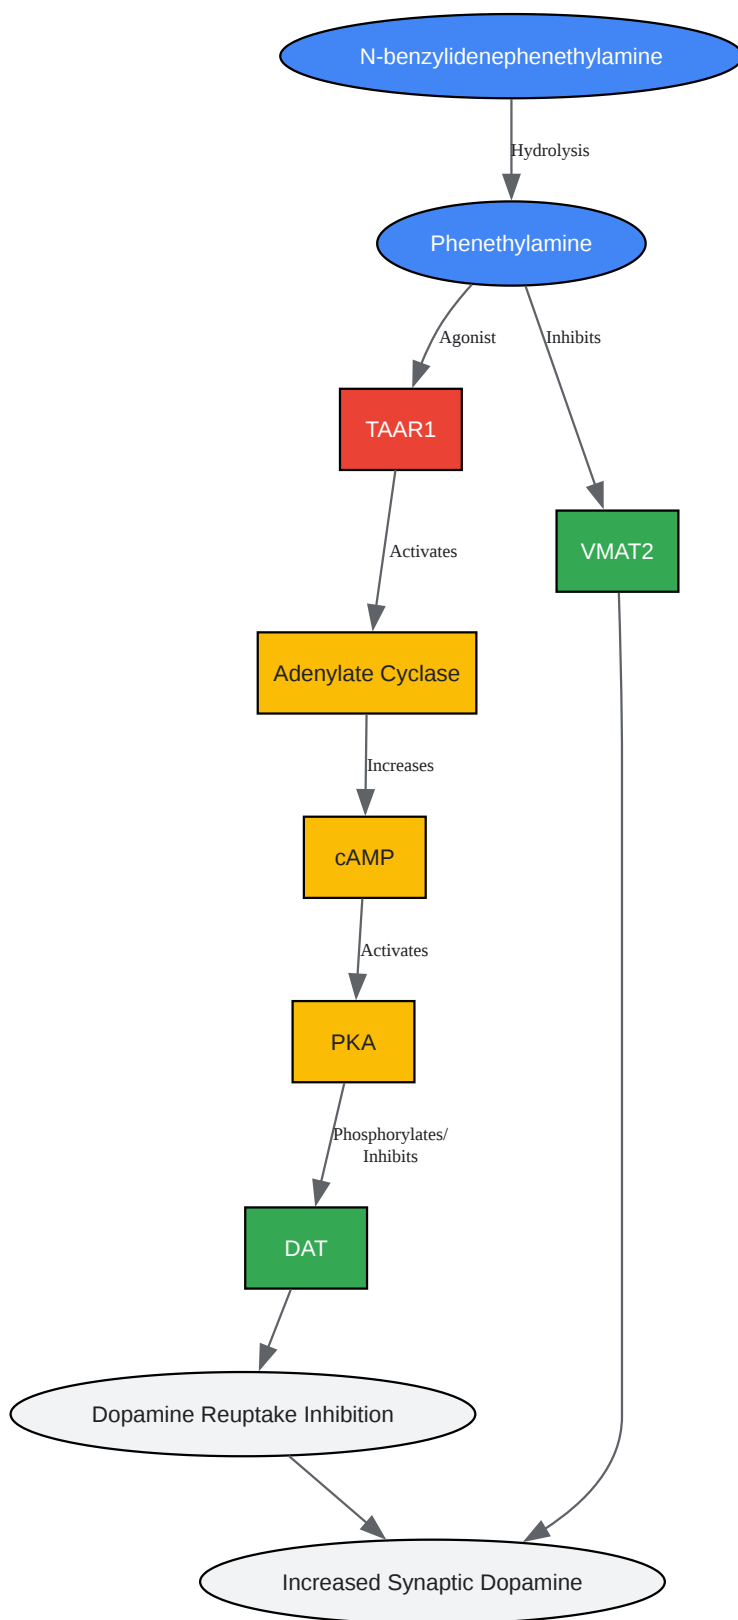 N-benzylidenephenethylamine
Hydrolysis
Phenethylamine
Agonist
Inhibits
TAAR1
VMAT2
Activates
Adenylate Cyclase
Increases
cAMP
Activates
PKA
Phosphorylates/
Inhibits
DAT
Dopamine Reuptake Inhibition
Increased Synaptic Dopamine